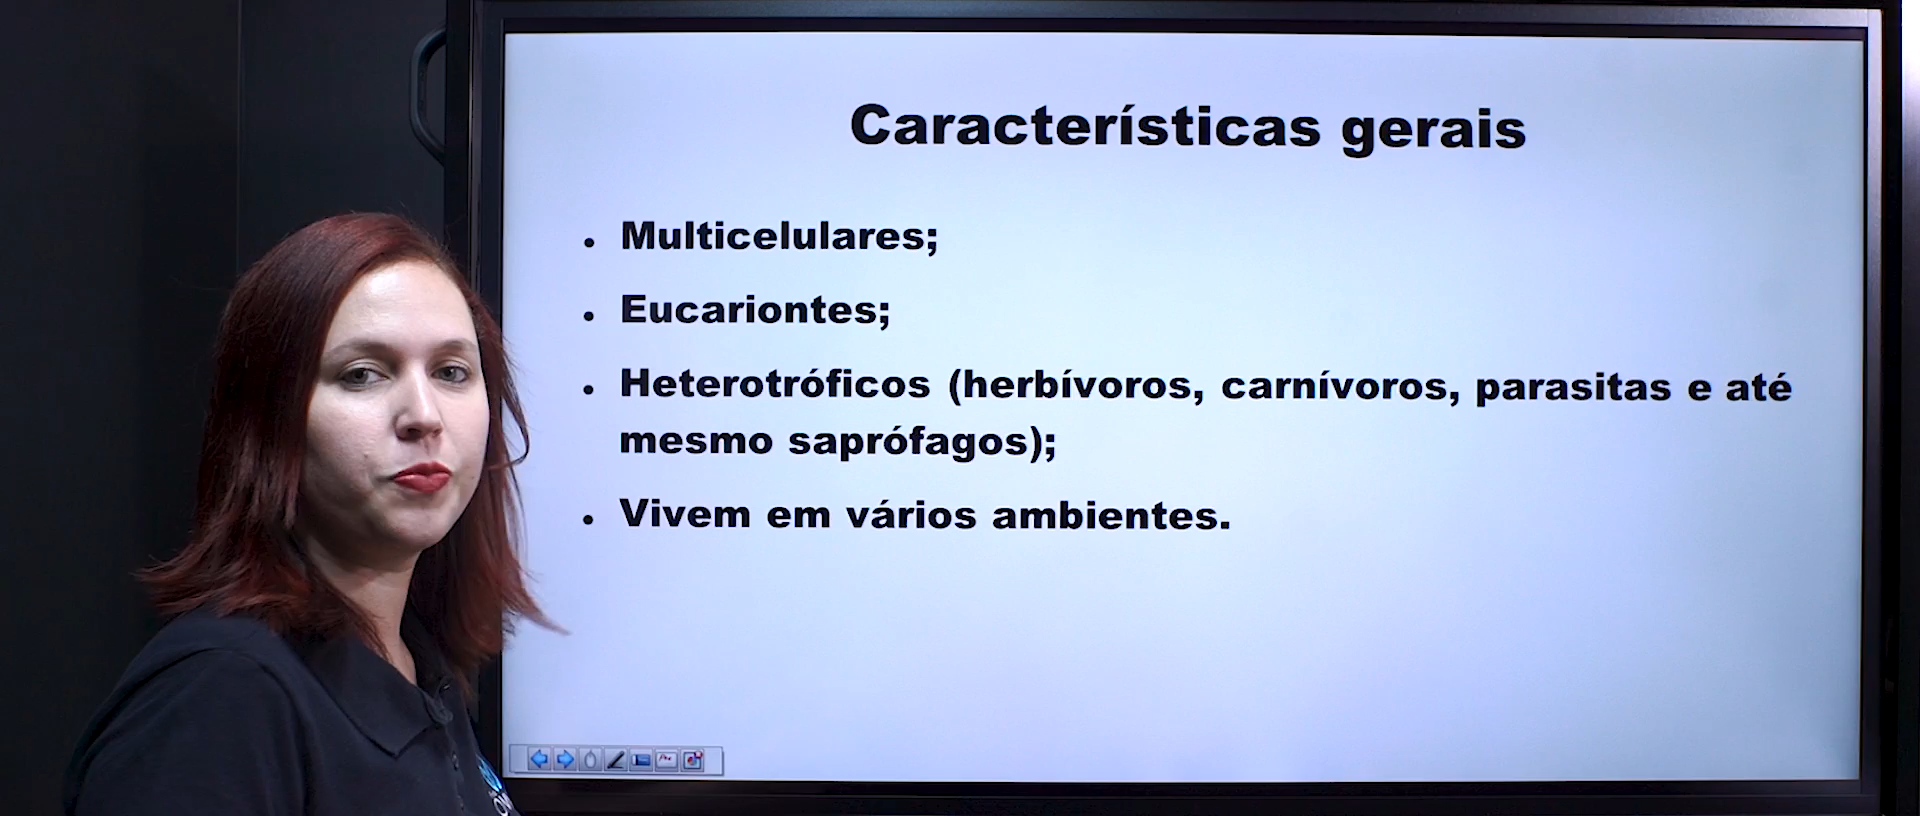 Características gerais
• Multicelulares;
• Eucariontes;
• Heterotróficos (herbívoros, carnívoros, parasitas e até
mesmo saprófagos);
• Vivem em vários ambientes.